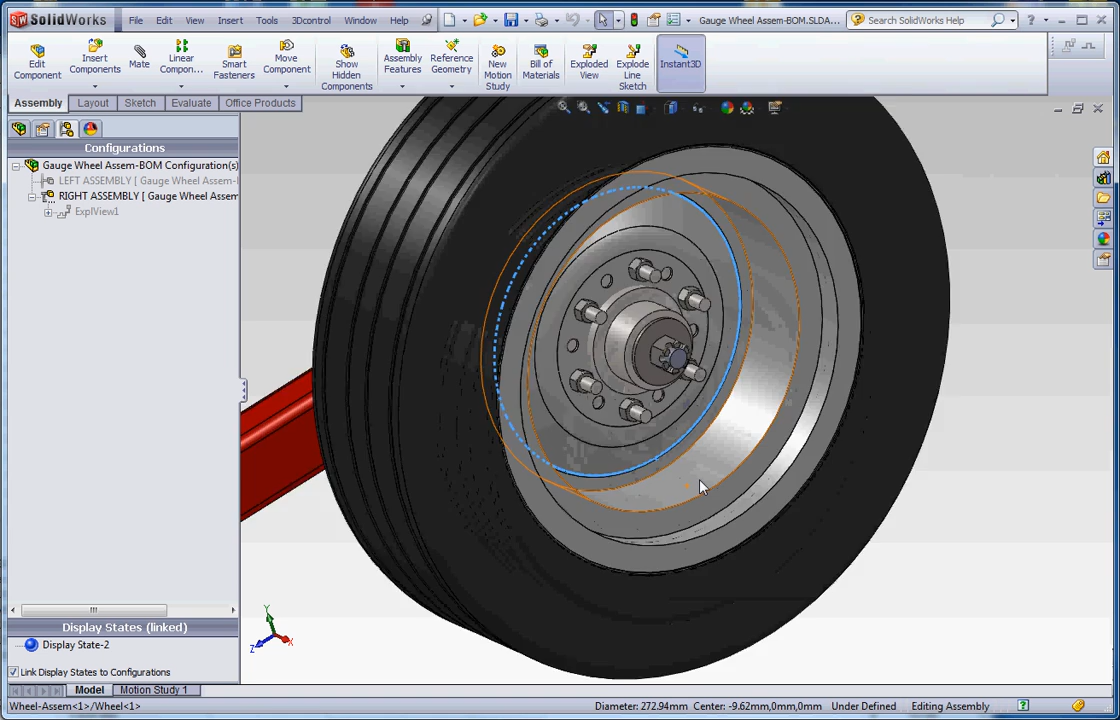 SW SolidWorks File Edit View Insert Tools 3Dcontrol Window Help Gauge Wheel Assem-BOM.SLDA... Search SolidWorks Help
Edit Component
Insert Components
Mate
Linear Compon...
Smart Fasteners
Move Component
Show Hidden Components
Assembly Features
Reference Geometry
New Motion Study
Bill of Materials
Exploded View
Explode Line Sketch
Instant3D
Assembly Layout Sketch Evaluate Office Products
Configurations
Gauge Wheel Assem-BOM Configuration(s)
LEFT ASSEMBLY [ Gauge Wheel Assem-
RIGHT ASSEMBLY [ Gauge Wheel Assem
ExplView1
Y
Z X
Display States (linked)
Display State-2
Link Display States to Configurations
Model Motion Study 1
Wheel-Assem<1>/Wheel<1> Diameter: 272.94mm Center: -9.62mm,0mm,0mm Under Defined Editing Assembly